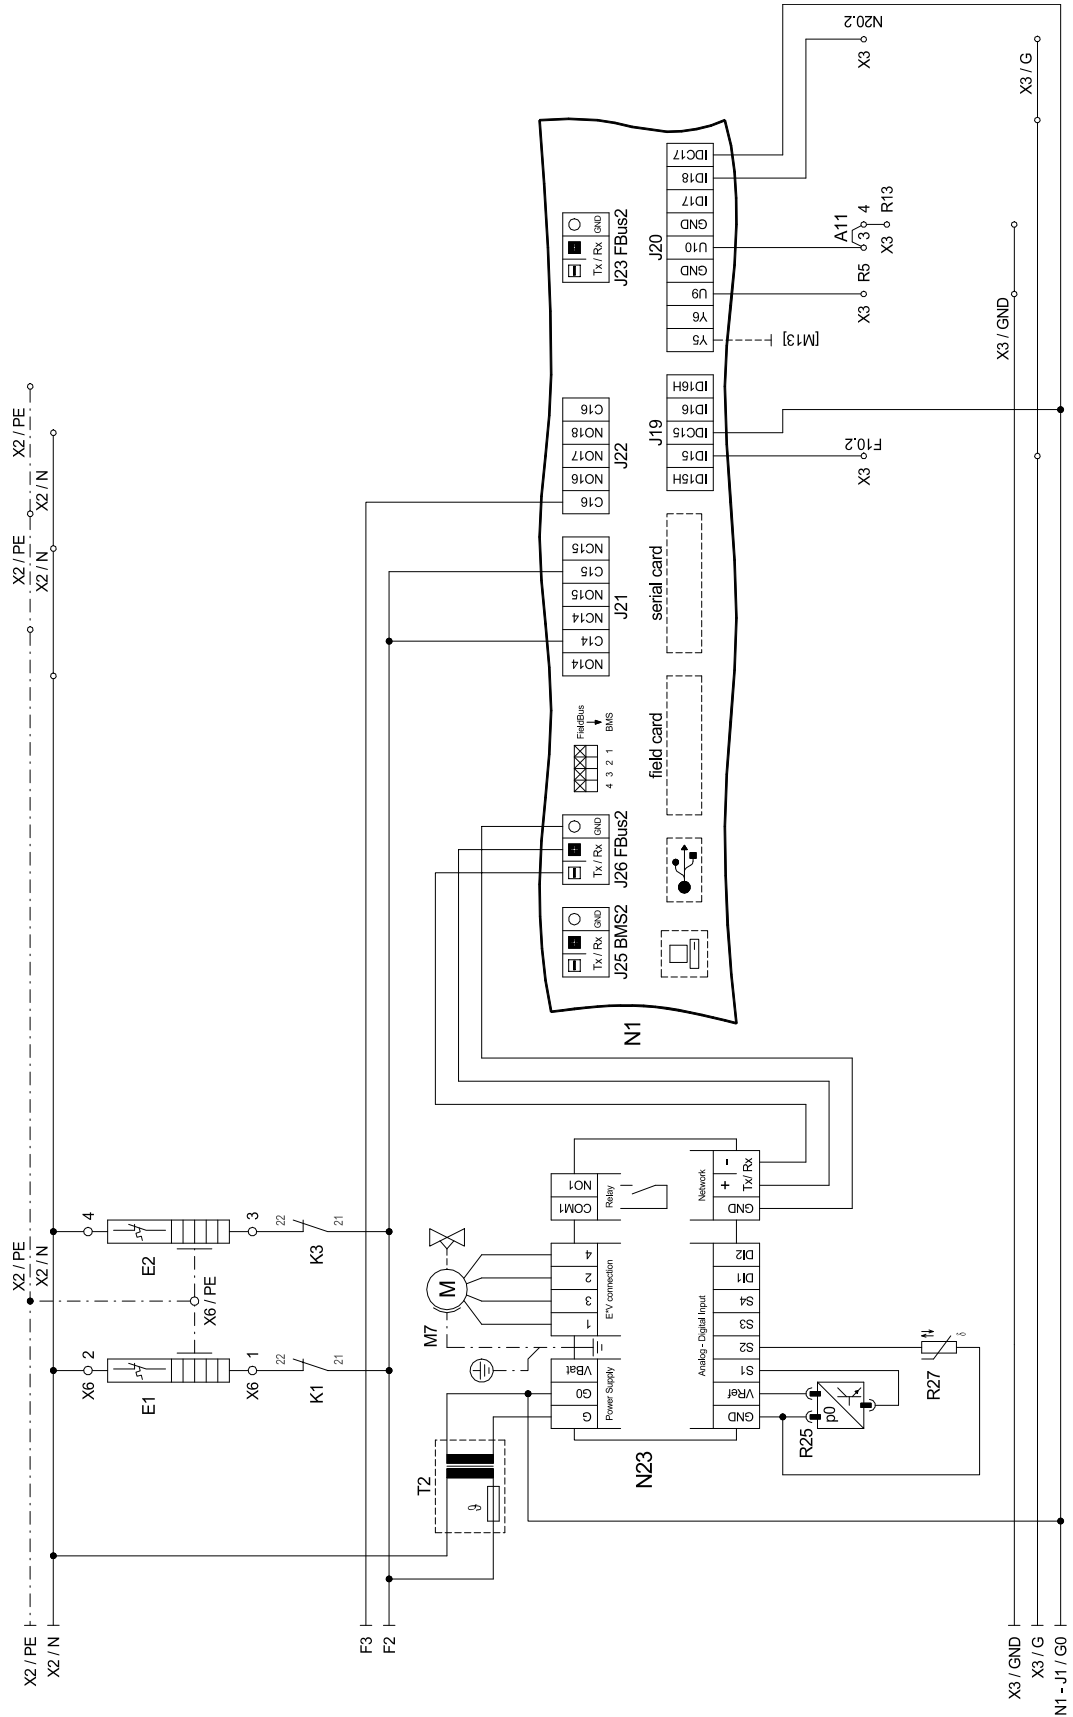 X2 / PE
X2 / N
X2 / PE
X2 / N
X2 / PE
X2 / N
X2 / PE
X2 / N
X6
2
E1
X6
1
22
21
K1
X6 / PE
4
E2
3
22
21
K3
F3
F2
T2
ϑ
M7
M
N23
G
G0
VBat
Power Supply
1
3
2
4
E*V connection
COM1
NO1
Relay
GND
VRef
S1
S2
S3
S4
DI1
DI2
Analog - Digital Input
GND
+
-
Tx/ Rx
Network
R25
p0
R27
δ
N1
GND
Tx / Rx
J25 BMS2
GND
Tx / Rx
J26 FBus2
4 3 2 1
FieldBus
BMS
NO14
C14
NC14
NO15
C15
NC15
J21
C16
NO16
NO17
NO18
C16
J22
GND
Tx / Rx
J23 FBus2
field card
serial card
ID15H
ID15
IDC15
ID16
ID16H
J19
Y5
Y6
U9
GND
U10
GND
ID17
ID18
IDC17
J20
[M13]
X3
F10.2
X3
R5
A11
3
4
X3
R13
X3
N20.2
X3 / GND
X3 / G
X3 / GND
X3 / G
N1 - J1 / G0